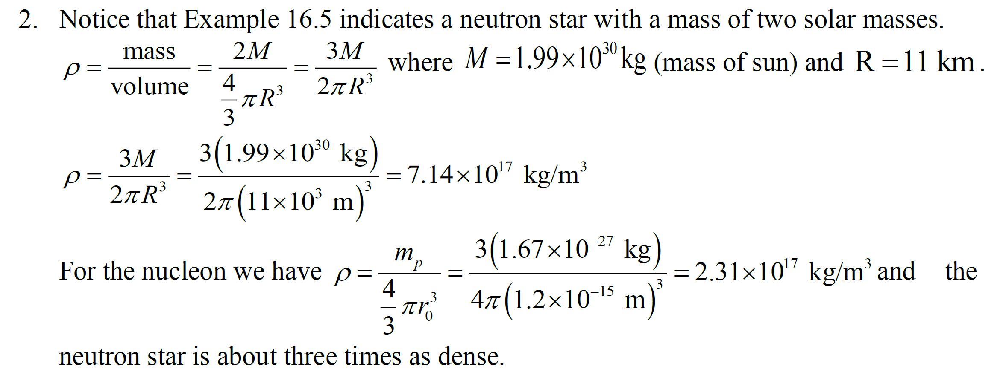 2. Notice that Example 16.5 indicates a neutron star with a mass of two solar masses.
ρ = mass/volume = 2M/(4/3 πR³) = 3M/(2πR³) where M = 1.99×10³⁰ kg (mass of sun) and R = 11 km.
ρ = 3M/(2πR³) = 3(1.99×10³⁰ kg)/(2π(11×10³ m)³) = 7.14×10¹⁷ kg/m³
For the nucleon we have ρ = mₚ/(4/3 πr₀³) = 3(1.67×10⁻²⁷ kg)/(4π(1.2×10⁻¹⁵ m)³) = 2.31×10¹⁷ kg/m³ and the
neutron star is about three times as dense.